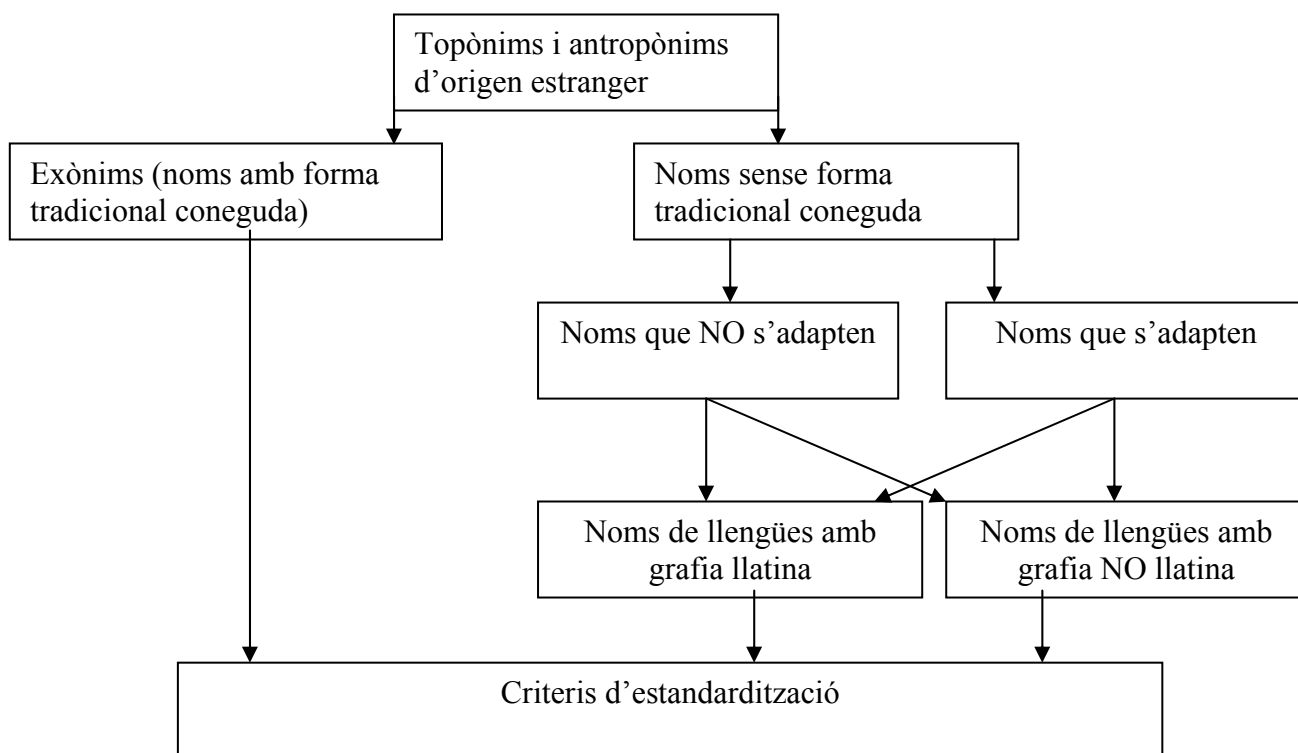 Topònims i antropònims
d’origen estranger
Exònims (noms amb forma
tradicional coneguda)
Noms sense forma
tradicional coneguda
Noms que NO s’adapten
Noms que s’adapten
Noms de llengües amb
grafia llatina
Noms de llengües amb
grafia NO llatina
Criteris d’estandardització